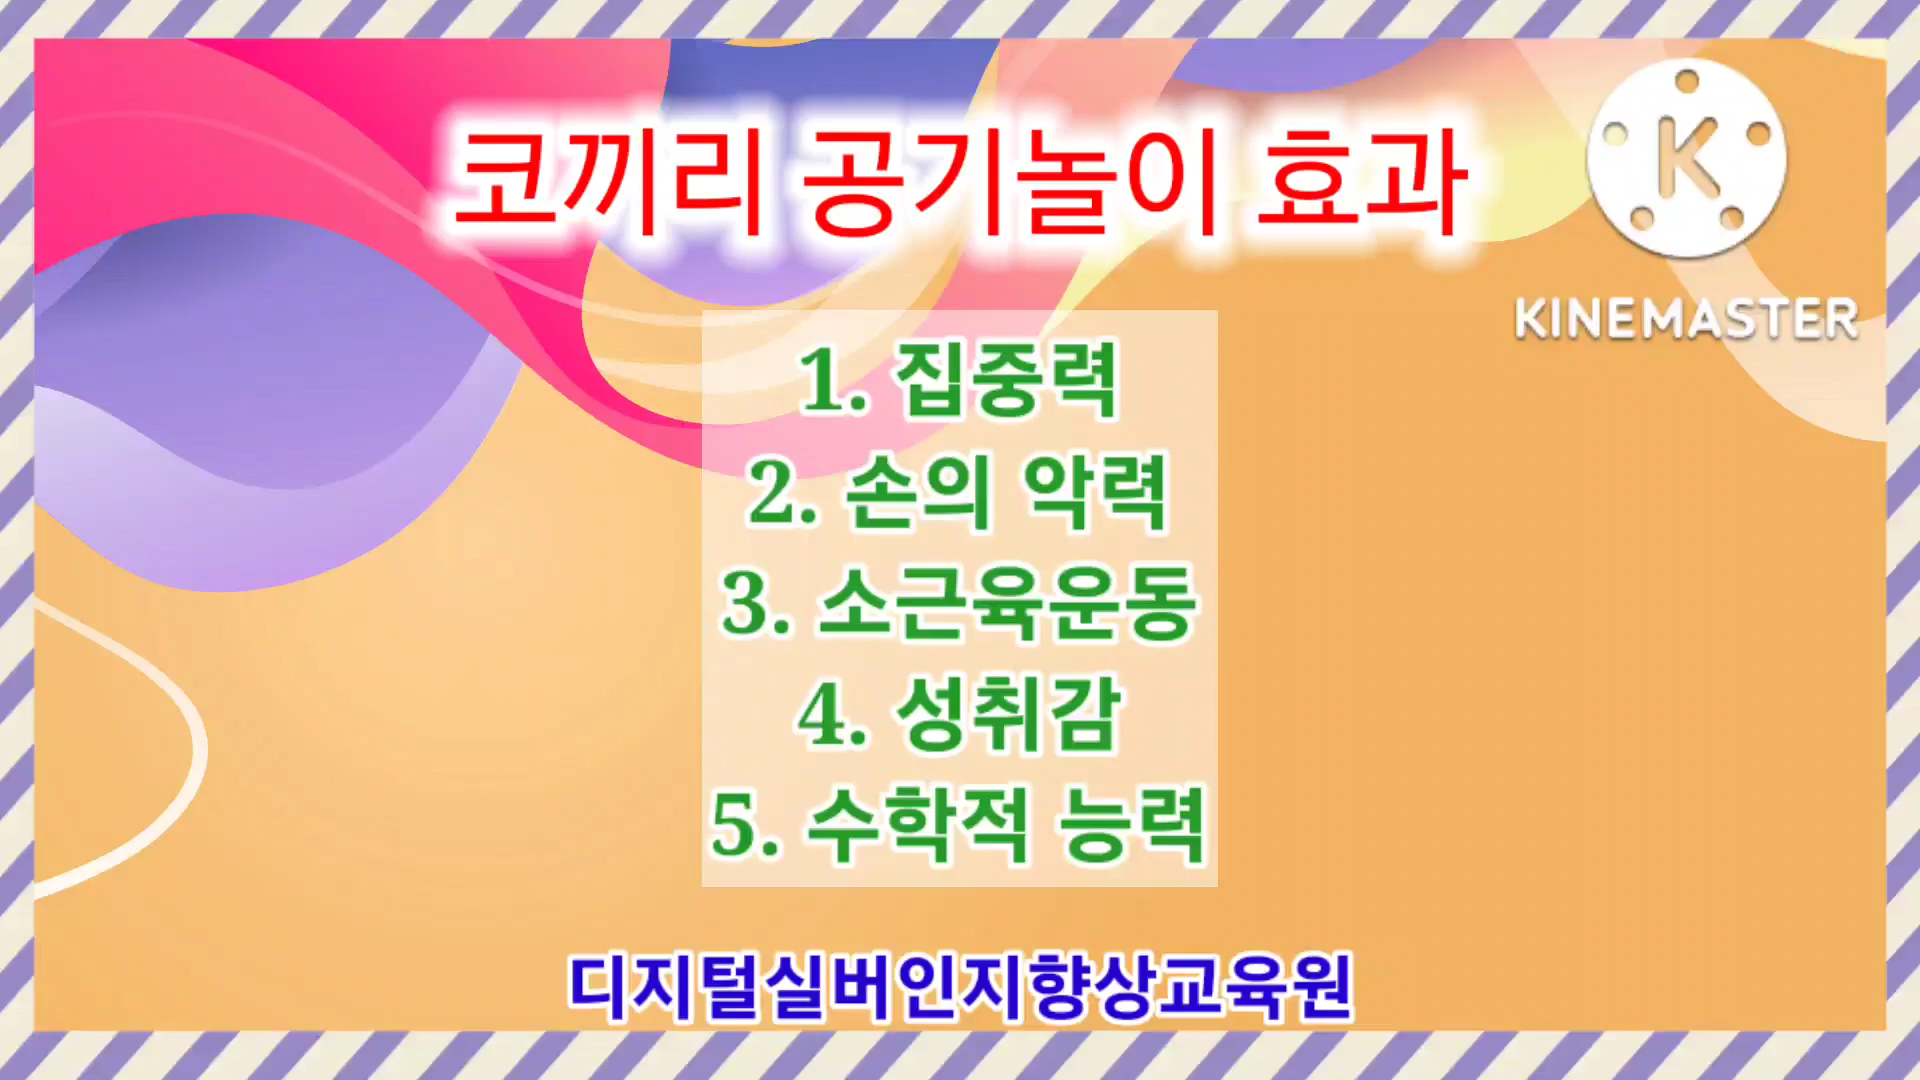 코끼리 공기놀이 효과
K
KINEMASTER
1. 집중력
2. 손의 악력
3. 소근육운동
4. 성취감
5. 수학적 능력
디지털실버인지향상교육원